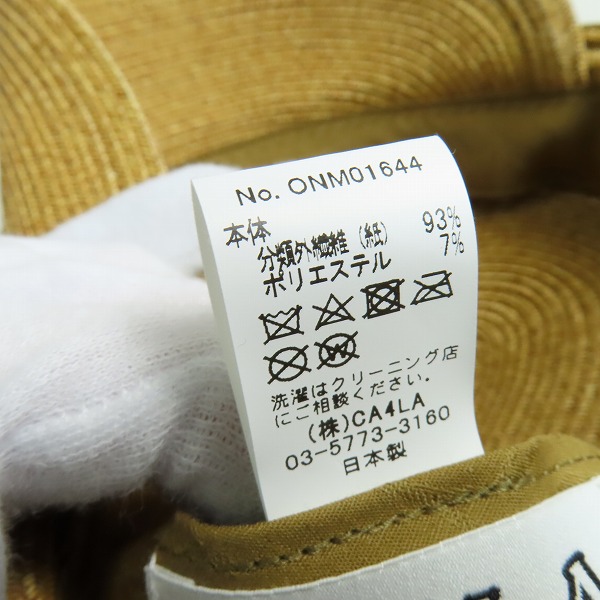 No. ONM01644
本体
分類外繊維(紙) 93%
ポリエステル 7%
洗濯はクリーニング店
にご相談ください。
(株)CA4LA
03-5773-3160
日本製